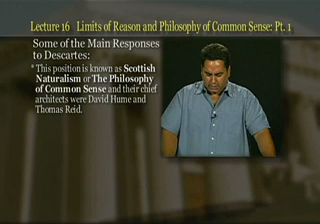 Lecture 16   Limits of Reason and Philosophy of Common Sense: Pt. 1
Some of the Main Responses
to Descartes:
* This position is known as Scottish
Naturalism or The Philosophy
of Common Sense and their chief
architects were David Hume and
Thomas Reid.